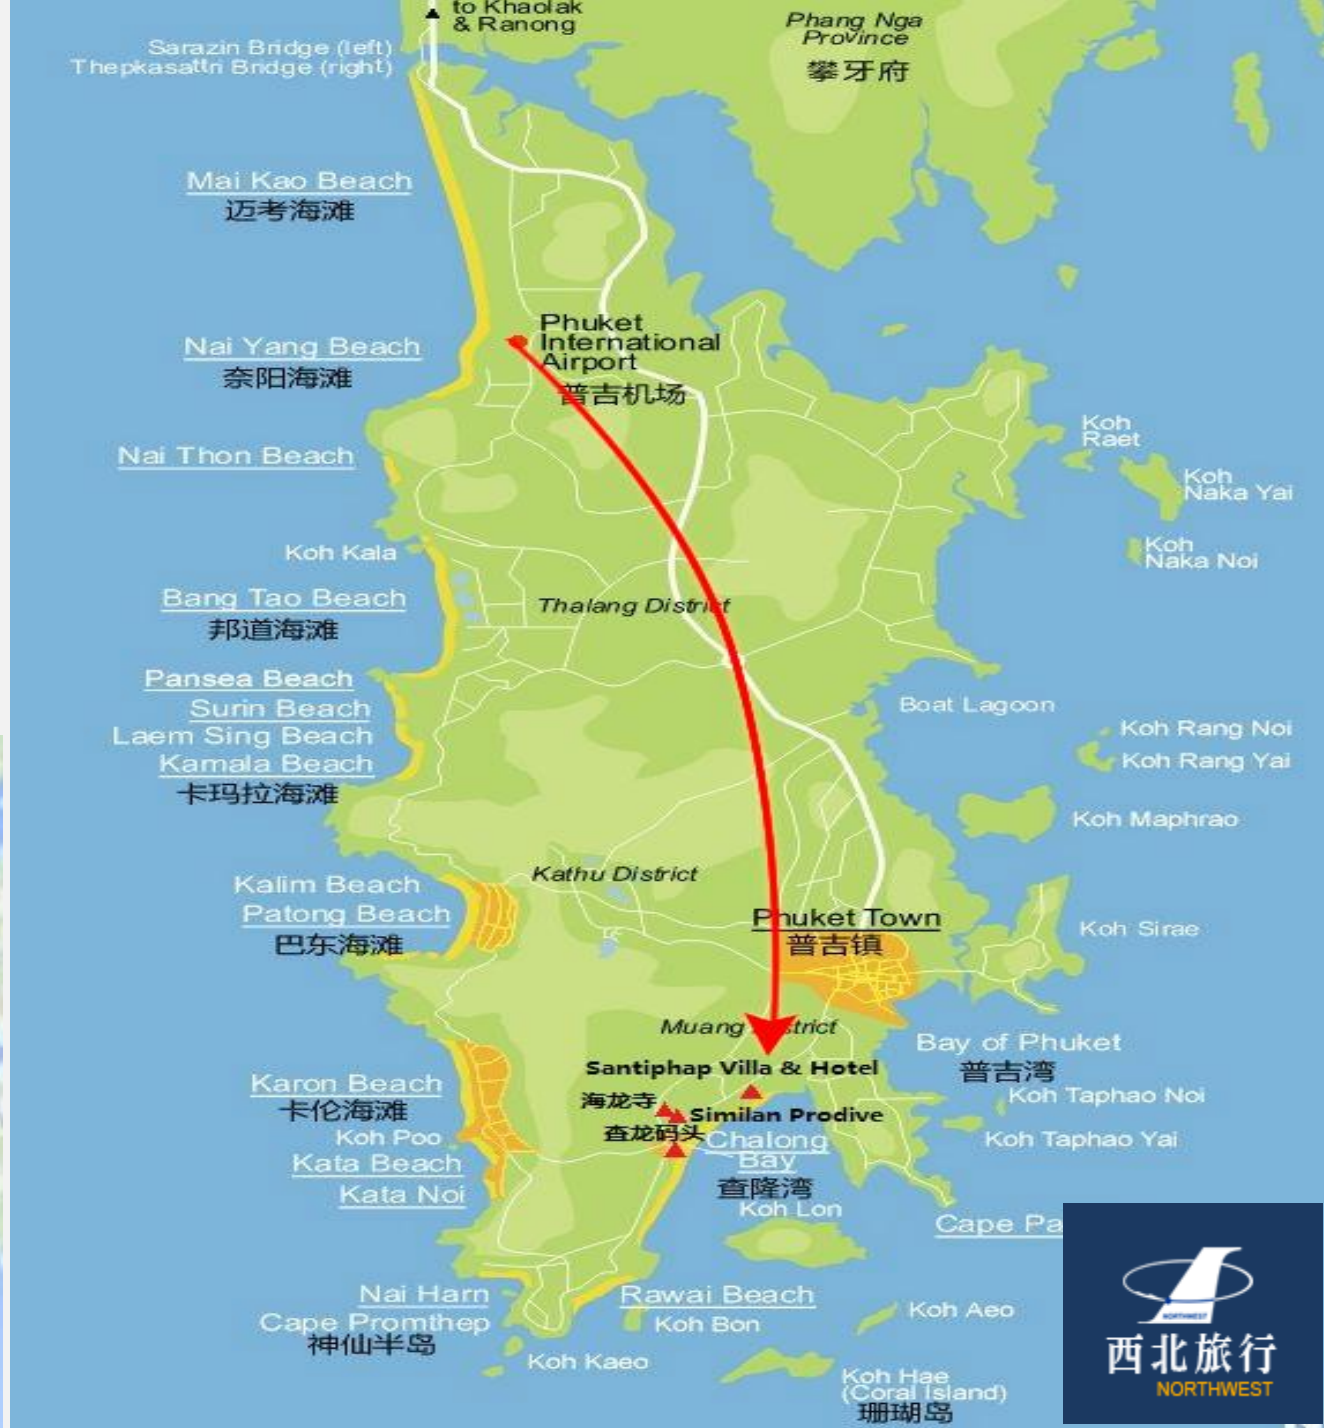 to Khaolak
& Ranong
Phang Nga
Province
攀牙府
Sarazin Bridge (left)
Thepkasattri Bridge (right)
Mai Kao Beach
迈考海滩
Phuket
International
Airport
普吉机场
Nai Yang Beach
奈阳海滩
Koh
Raet
Nai Thon Beach
Koh
Naka Yai
Koh Kala
Koh
Naka Noi
Bang Tao Beach
邦道海滩
Thalang District
Pansea Beach
Surin Beach
Laem Sing Beach
Kamala Beach
卡玛拉海滩
Boat Lagoon
Koh Rang Noi
Koh Rang Yai
Koh Maphrao
Kathu District
Kalim Beach
Patong Beach
巴东海滩
Phuket Town
普吉镇
Koh Sirae
Muang District
Bay of Phuket
普吉湾
Santiphap Villa & Hotel
海龙寺
Similan Prodive
查龙码头
Chalong
Bay
查隆湾
Koh Taphao Noi
Koh Taphao Yai
Karon Beach
卡伦海滩
Koh Poo
Kata Beach
Kata Noi
Koh Lon
Cape Pa
Nai Harn
Cape Promthep
神仙半岛
Rawai Beach
Koh Bon
Koh Aeo
Koh Kaeo
Koh Hae
(Coral Island)
珊瑚岛
NORTHWEST
西北旅行
NORTHWEST